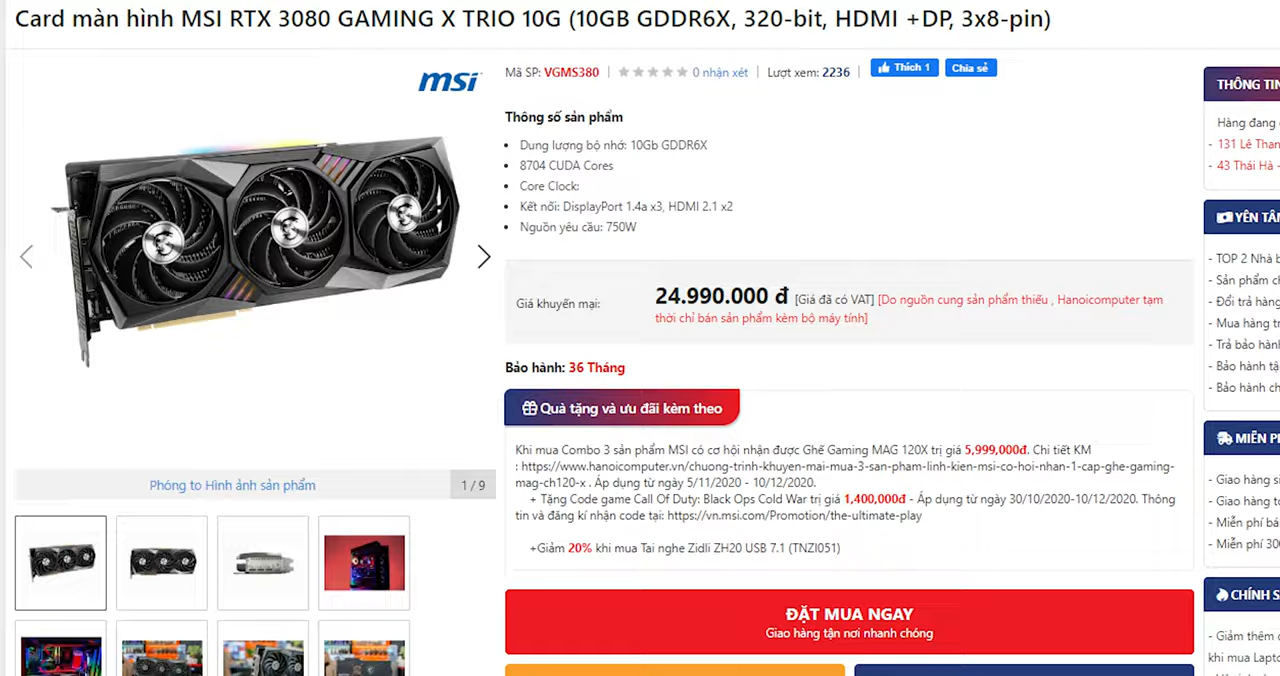 Card màn hình MSI RTX 3080 GAMING X TRIO 10G (10GB GDDR6X, 320-bit, HDMI +DP, 3x8-pin)
msi
Mã SP: VGMS380 | 0 nhận xét | Lượt xem: 2236 | Thích 1 Chia sẻ
Thông số sản phẩm
Dung lượng bộ nhớ: 10Gb GDDR6X
8704 CUDA Cores
Core Clock:
Kết nối: DisplayPort 1.4a x3, HDMI 2.1 x2
Nguồn yêu cầu: 750W
Giá khuyến mại: 24.990.000 đ [Giá đã có VAT] [Do nguồn cung sản phẩm thiếu , Hanoicomputer tạm
thời chỉ bán sản phẩm kèm bộ máy tính]
Bảo hành: 36 Tháng
Quà tặng và ưu đãi kèm theo
Khi mua Combo 3 sản phẩm MSI có cơ hội nhận được Ghế Gaming MAG 120X trị giá 5,999,000đ. Chi tiết KM
: https://www.hanoicomputer.vn/chuong-trinh-khuyen-mai-mua-3-san-pham-linh-kien-msi-co-hoi-nhan-1-cap-ghe-gaming-
mag-ch120-x . Áp dụng từ ngày 5/11/2020 - 10/12/2020.
+ Tặng Code game Call Of Duty: Black Ops Cold War trị giá 1,400,000đ - Áp dụng từ ngày 30/10/2020-10/12/2020. Thông
tin và đăng kí nhận code tại: https://vn.msi.com/Promotion/the-ultimate-play
+Giảm 20% khi mua Tai nghe Zidli ZH20 USB 7.1 (TNZI051)
ĐẶT MUA NGAY
Giao hàng tận nơi nhanh chóng
Phóng to Hình ảnh sản phẩm
1 / 9
THÔNG TIN
Hàng đang
- 131 Lê Than
- 43 Thái Hà -
YÊN TÂ
- TOP 2 Nhà
- Sản phẩm ch
- Đổi trả hàng
- Mua hàng tr
- Trả bảo hành
- Bảo hành tậ
- Bảo hành ch
MIỄN P
- Giao hàng s
- Giao hàng t
- Miễn phí bá
- Miễn phí 30
CHÍNH S
- Giảm thêm
khi mua Lapt